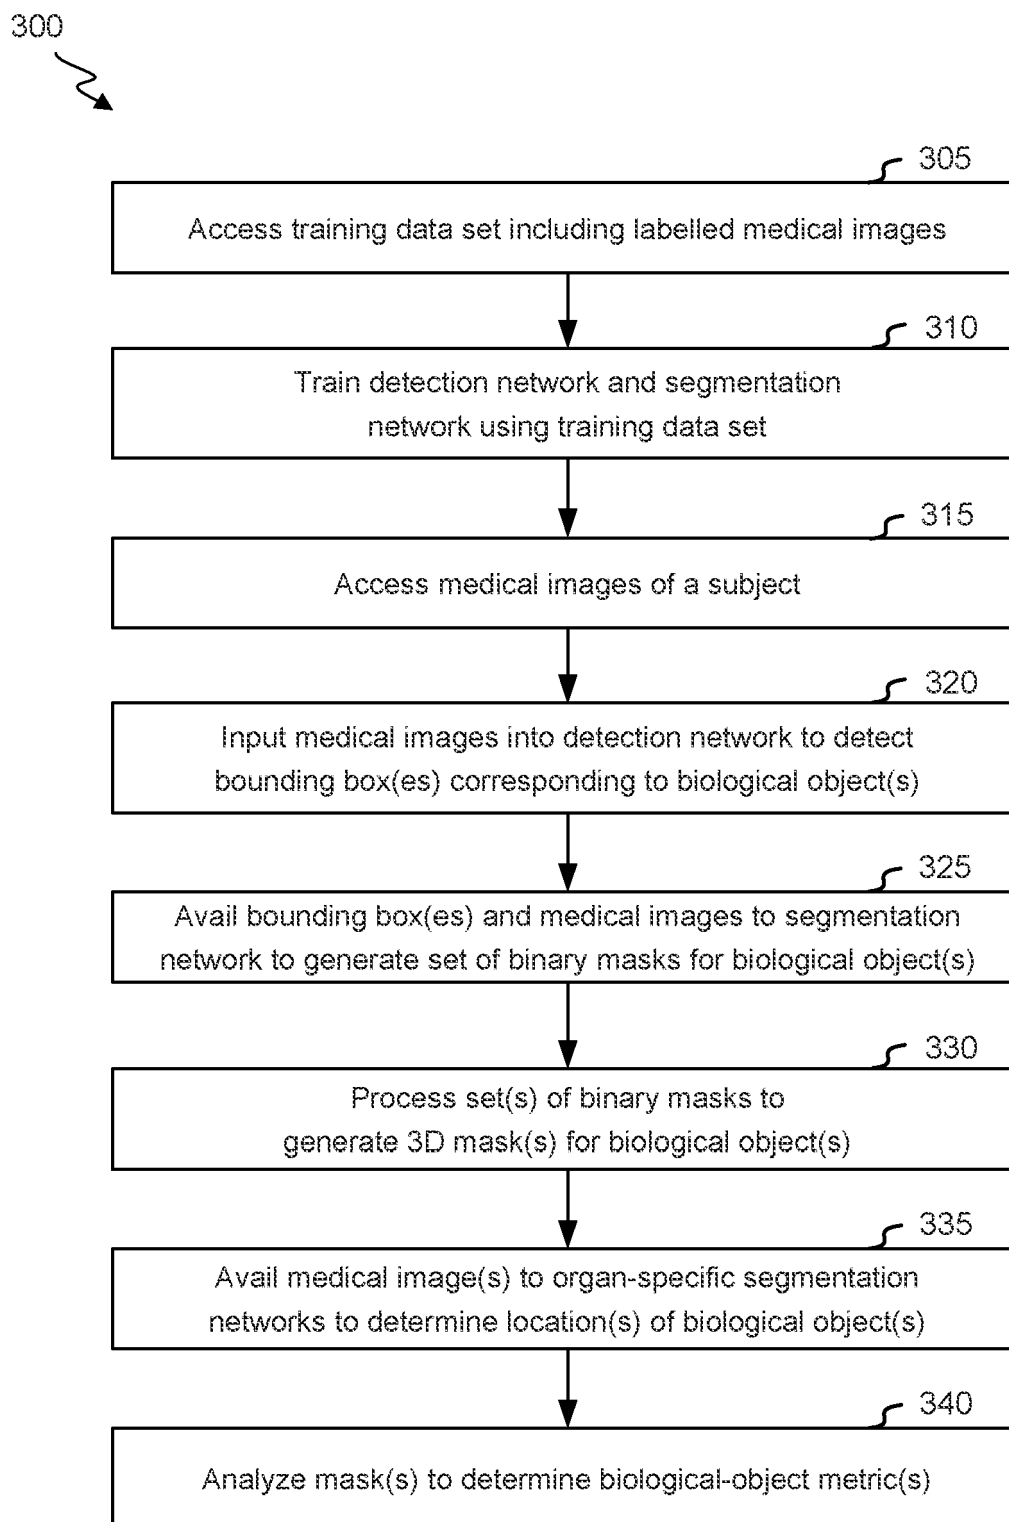 300
305
Access training data set including labelled medical images
310
Train detection network and segmentation
network using training data set
315
Access medical images of a subject
320
Input medical images into detection network to detect
bounding box(es) corresponding to biological object(s)
325
Avail bounding box(es) and medical images to segmentation
network to generate set of binary masks for biological object(s)
330
Process set(s) of binary masks to
generate 3D mask(s) for biological object(s)
335
Avail medical image(s) to organ-specific segmentation
networks to determine location(s) of biological object(s)
340
Analyze mask(s) to determine biological-object metric(s)